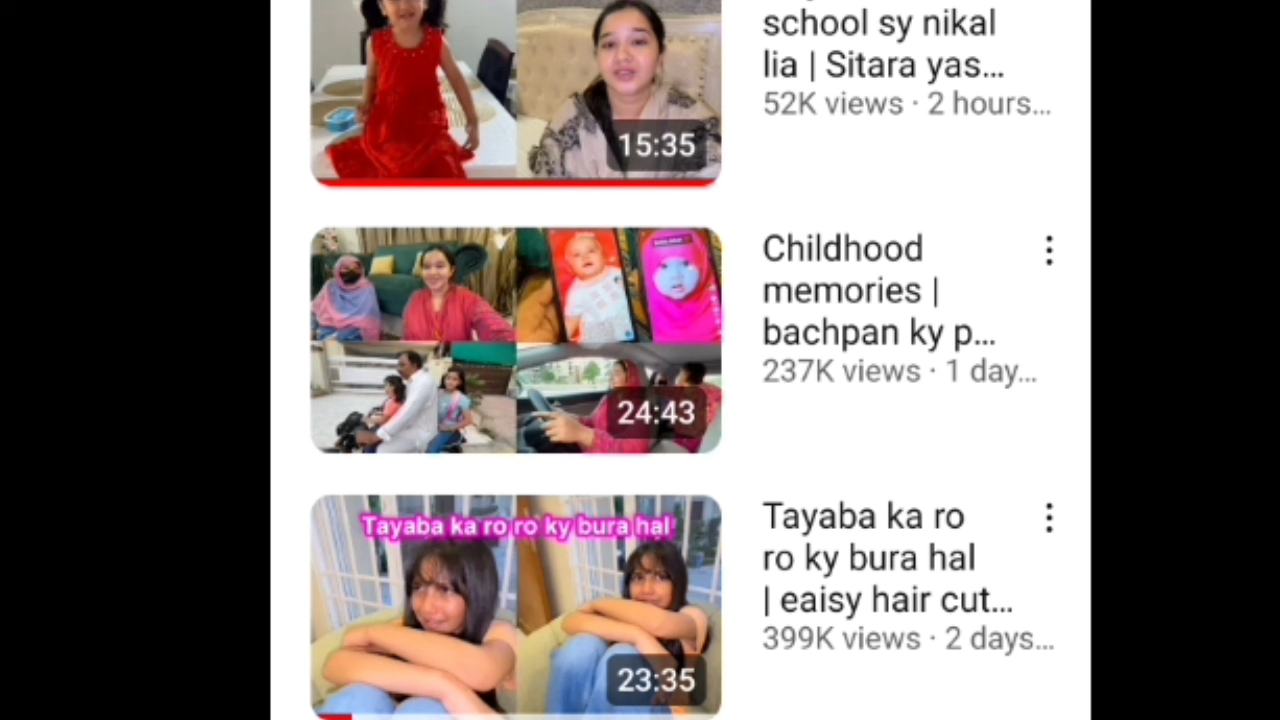 school sy nikal
lia | Sitara yas...
52K views · 2 hours...
15:35
Childhood
memories |
bachpan ky p...
237K views · 1 day...
24:43
Tayaba ka ro ro ky bura hal
Tayaba ka ro
ro ky bura hal
| eaisy hair cut...
399K views · 2 days...
23:35